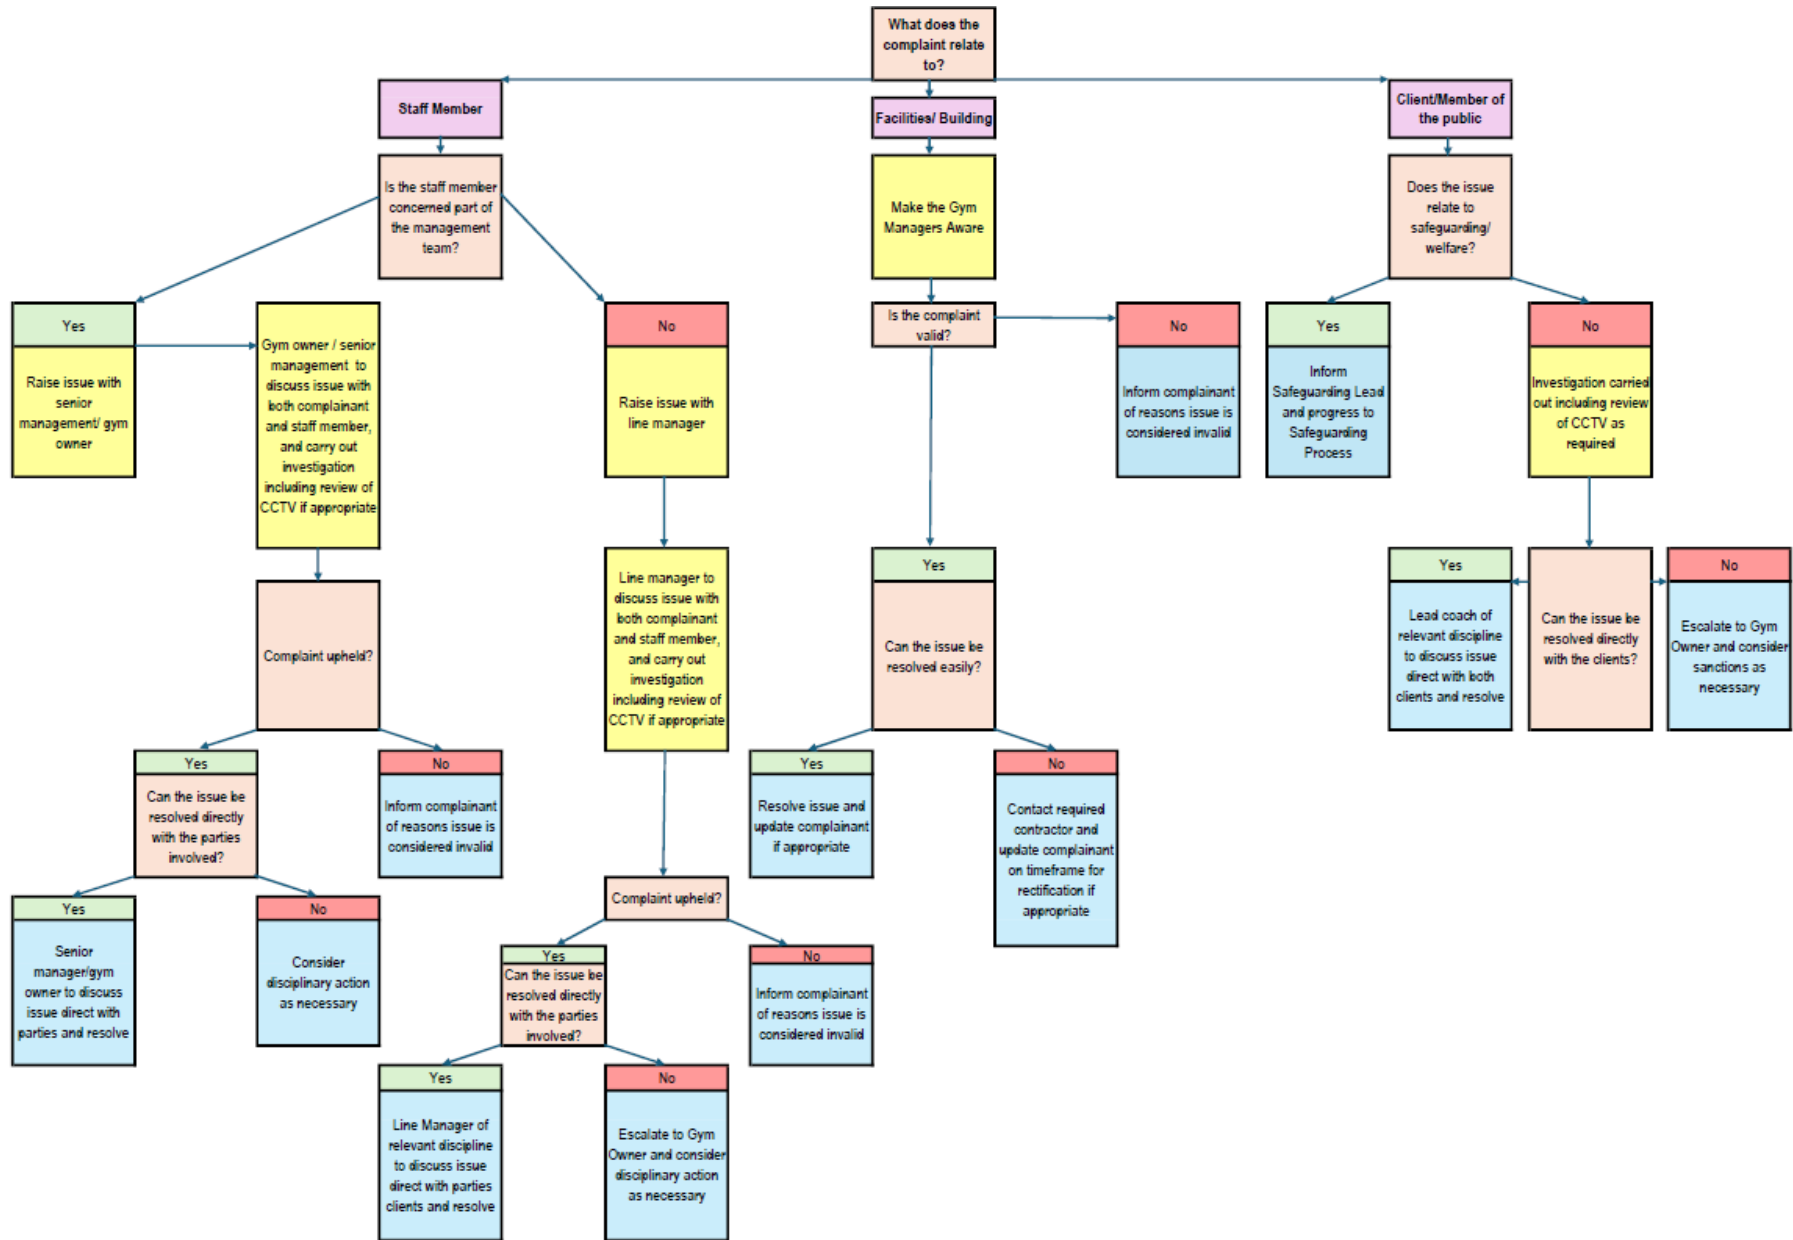 What does the
complaint relate
to?
Staff Member
Facilities/ Building
Client/Member of
the public
Is the staff member
concerned part of
the management
team?
Make the Gym
Managers Aware
Does the issue
relate to
safeguarding/
welfare?
Yes
Raise issue with
senior
management/ gym
owner
Gym owner / senior
management to
discuss issue with
both complainant
and staff member,
and carry out
investigation
including review of
CCTV if appropriate
No
Raise issue with
line manager
Is the complaint
valid?
No
Inform complainant
of reasons issue is
considered invalid
Yes
Inform
Safeguarding Lead
and progress to
Safeguarding
Process
No
Investigation carried
out including review
of CCTV as
required
Complaint upheld?
Line manager to
discuss issue with
both complainant
and staff member,
and carry out
investigation
including review of
CCTV if appropriate
Yes
Can the issue be
resolved easily?
Yes
Lead coach of
relevant discipline
to discuss issue
direct with both
clients and resolve
Can the issue be
resolved directly
with the clients?
No
Escalate to Gym
Owner and consider
sanctions as
necessary
Yes
Can the issue be
resolved directly
with the parties
involved?
No
Inform complainant
of reasons issue is
considered invalid
Yes
Resolve issue and
update complainant
if appropriate
No
Contact required
contractor and
update complainant
on timeframe for
rectification if
appropriate
Yes
Senior
manager/gym
owner to discuss
issue direct with
parties and resolve
No
Consider
disciplinary action
as necessary
Complaint upheld?
Yes
Can the issue be
resolved directly
with the parties
involved?
No
Inform complainant
of reasons issue is
considered invalid
Yes
Line Manager of
relevant discipline
to discuss issue
direct with parties
clients and resolve
No
Escalate to Gym
Owner and consider
disciplinary action
as necessary